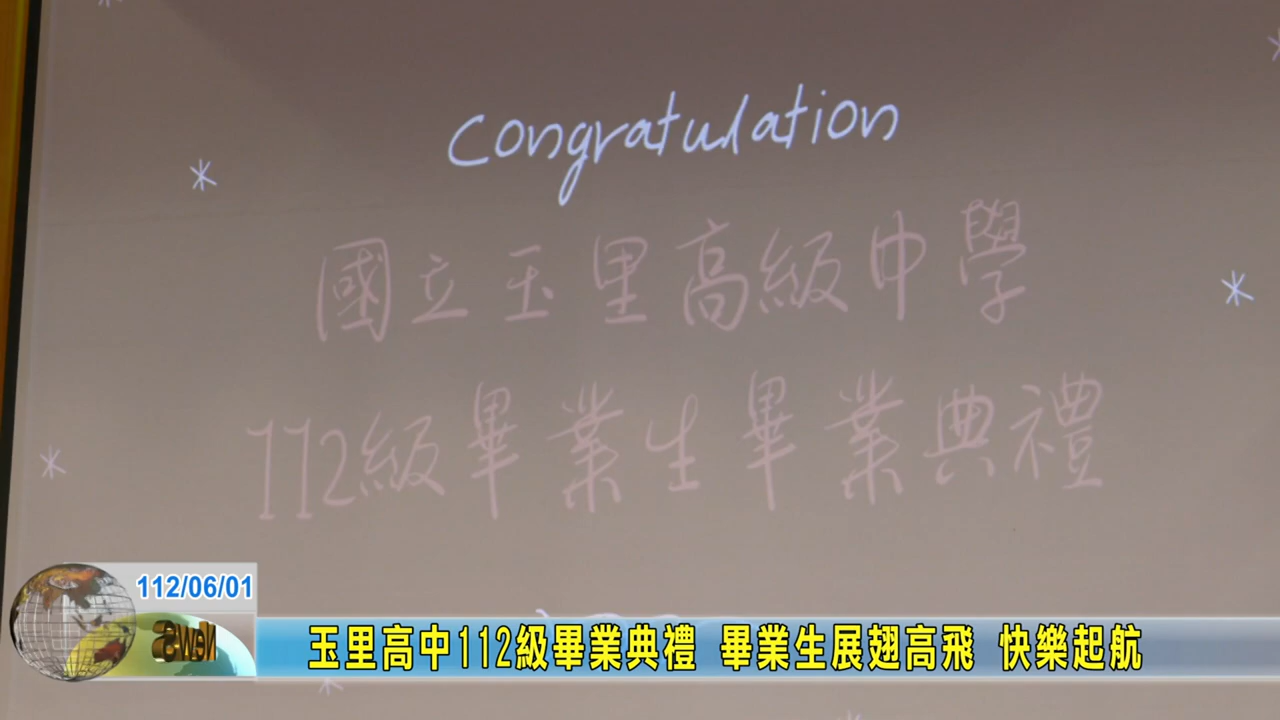 congratulation
國立玉里高級中學
112級畢業生畢業典禮
112/06/01
News
玉里高中112級畢業典禮 畢業生展翅高飛 快樂起航